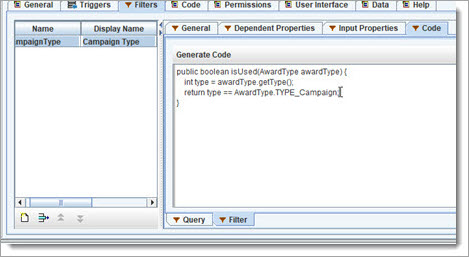 General Triggers Filters Code Permissions User Interface Data Help
Name Display Name
mpaignType Campaign Type
General Dependent Properties Input Properties Code
Generate Code
public boolean isUsed(AwardType awardType) {
int type = awardType.getType();
return type == AwardType.TYPE_Campaign;
}
Query Filter